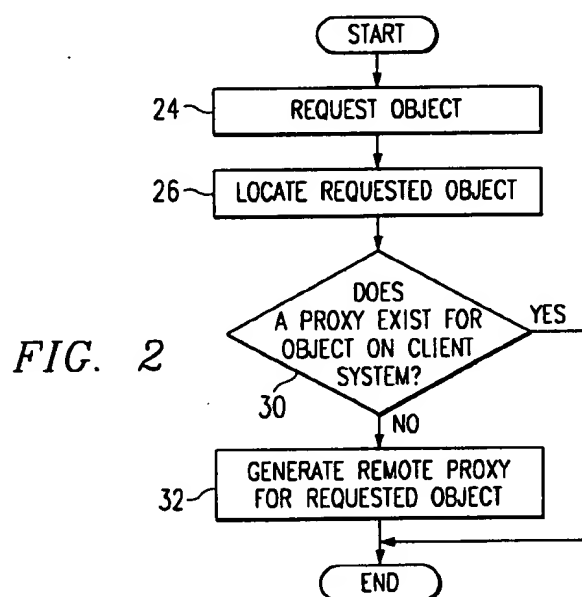 START
24 REQUEST OBJECT
26 LOCATE REQUESTED OBJECT
DOES
A PROXY EXIST FOR
OBJECT ON CLIENT
SYSTEM?
YES
FIG. 2
30
NO
32
GENERATE REMOTE PROXY
FOR REQUESTED OBJECT
END